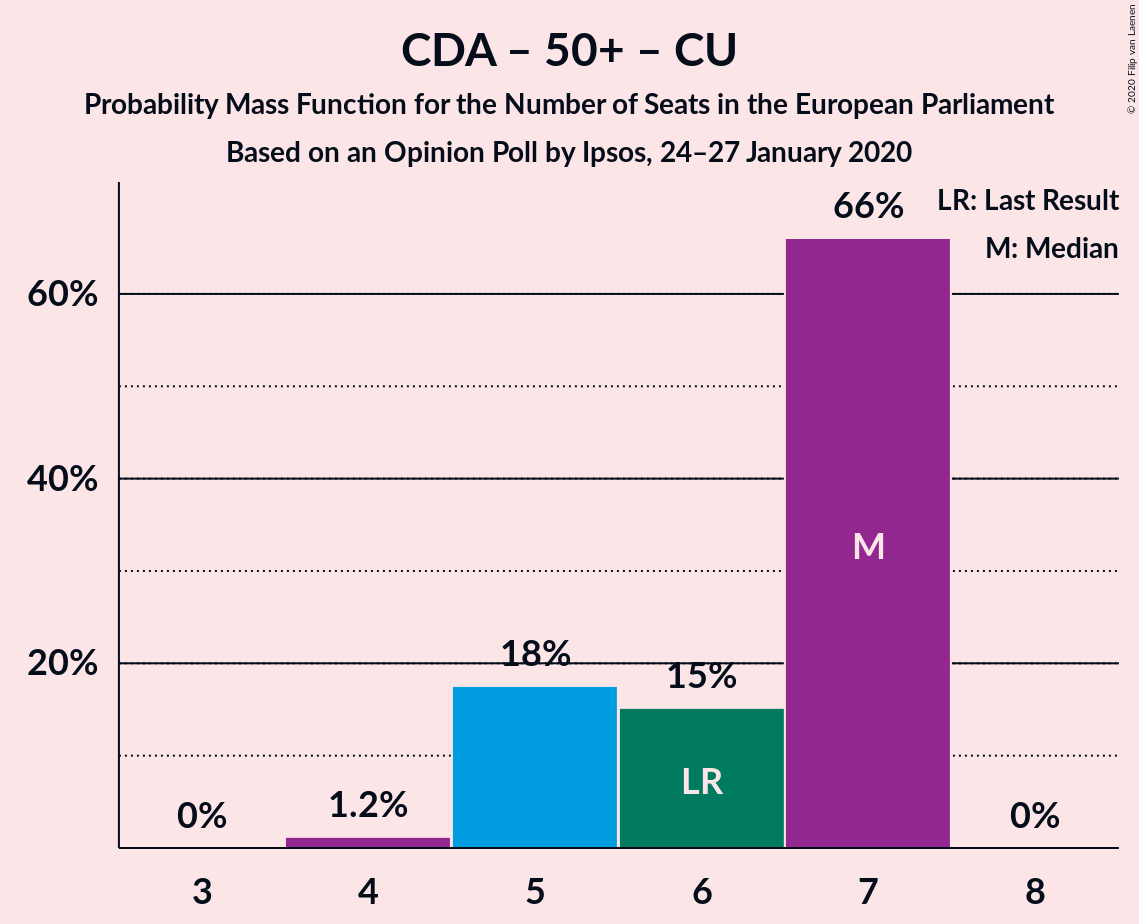 CDA – 50+ – CU
Probability Mass Function for the Number of Seats in the European Parliament
Based on an Opinion Poll by Ipsos, 24–27 January 2020
© 2020 Filip van Laenen
LR: Last Result
M: Median
66%
60%
40%
M
20%
18%
15%
LR
0%
1.2%
0%
3 4 5 6 7 8